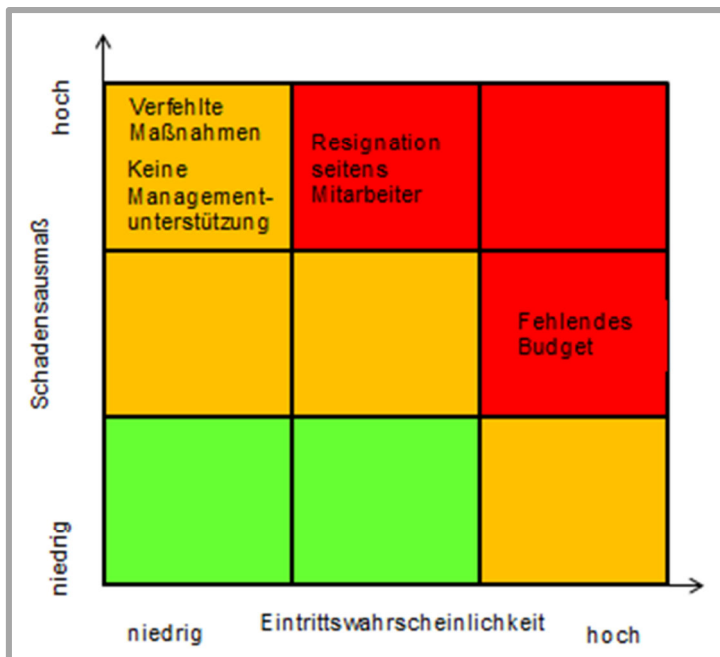 hoch
Verfehlte
Maßnahmen
Keine
Management-
unterstützung
Resignation
seitens
Mitarbeiter
Schadensausmaß
Fehlendes
Budget
niedrig
niedrig
Eintrittswahrscheinlichkeit
hoch